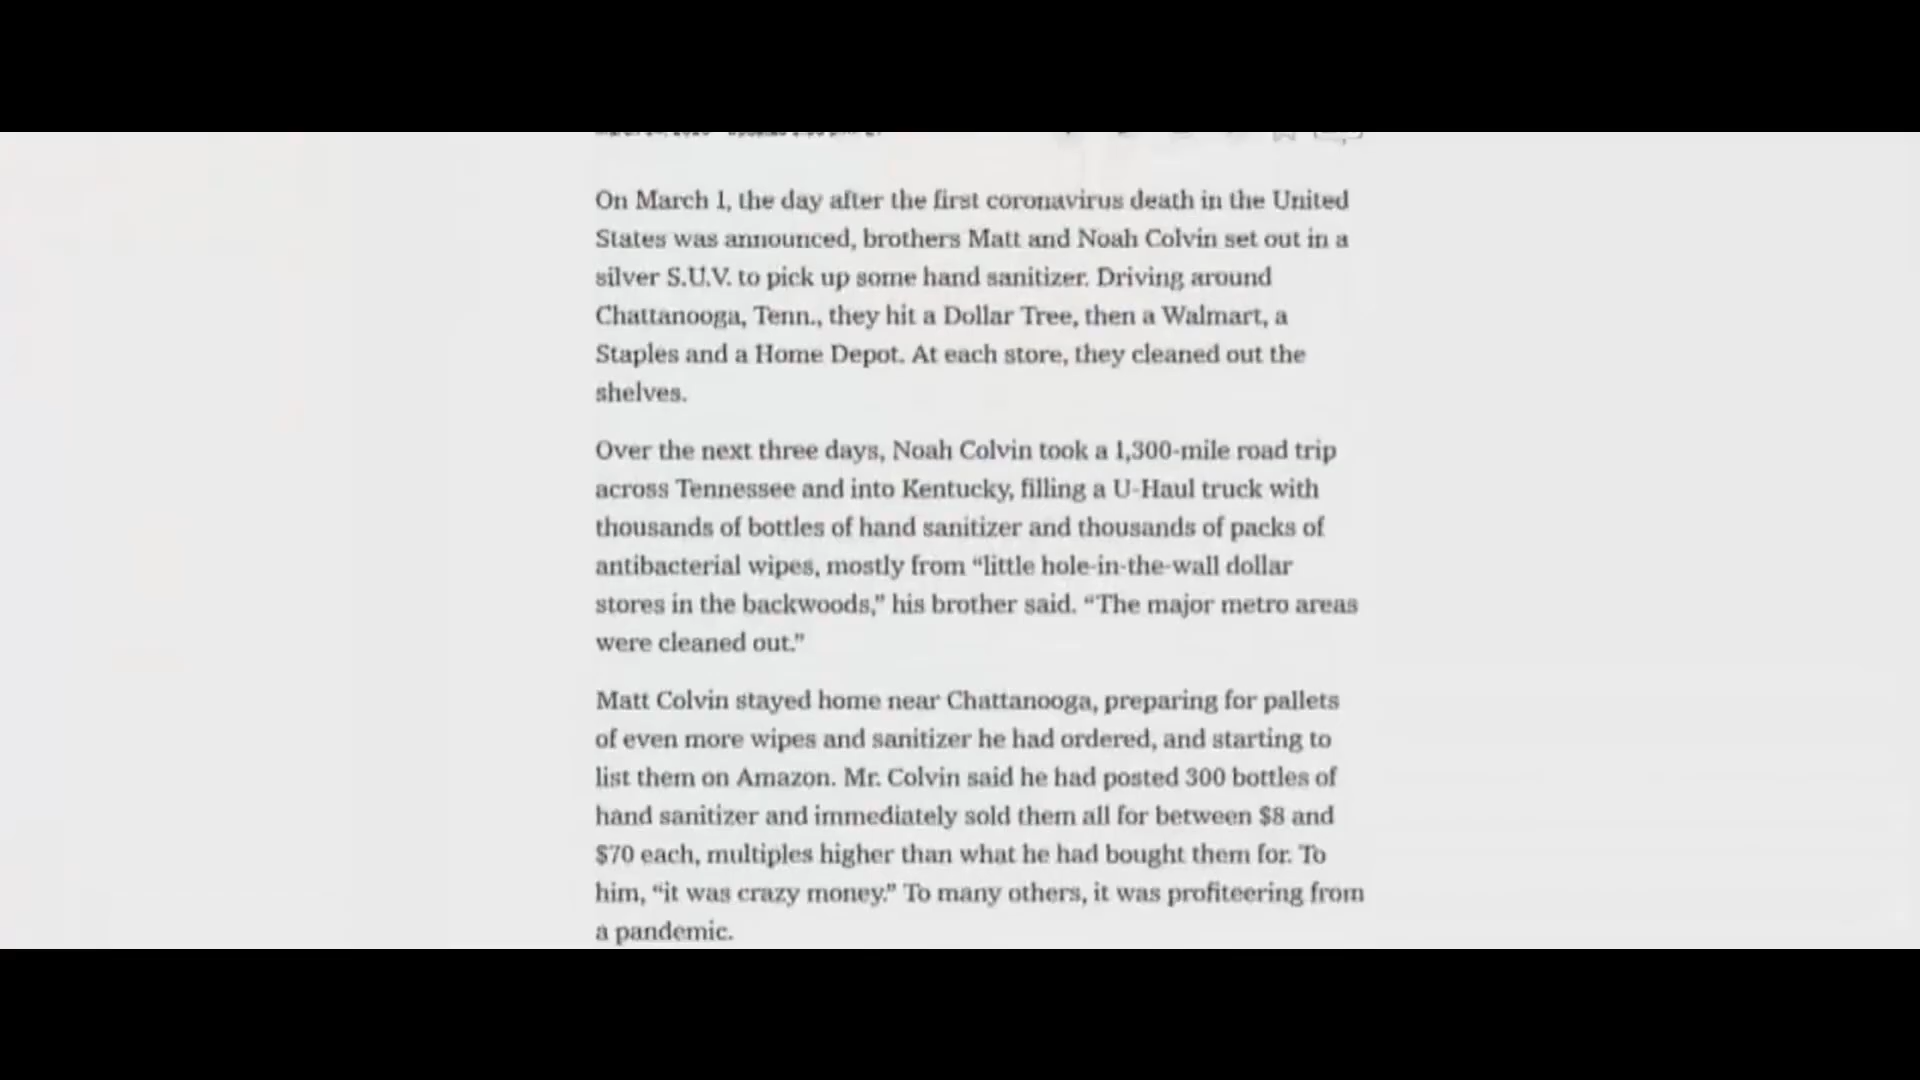 On March 1, the day after the first coronavirus death in the United
States was announced, brothers Matt and Noah Colvin set out in a
silver S.U.V. to pick up some hand sanitizer. Driving around
Chattanooga, Tenn., they hit a Dollar Tree, then a Walmart, a
Staples and a Home Depot. At each store, they cleaned out the
shelves.
Over the next three days, Noah Colvin took a 1,300-mile road trip
across Tennessee and into Kentucky, filling a U-Haul truck with
thousands of bottles of hand sanitizer and thousands of packs of
antibacterial wipes, mostly from “little hole-in-the-wall dollar
stores in the backwoods,” his brother said. “The major metro areas
were cleaned out.”
Matt Colvin stayed home near Chattanooga, preparing for pallets
of even more wipes and sanitizer he had ordered, and starting to
list them on Amazon. Mr. Colvin said he had posted 300 bottles of
hand sanitizer and immediately sold them all for between $8 and
$70 each, multiples higher than what he had bought them for. To
him, “it was crazy money.” To many others, it was profiteering from
a pandemic.